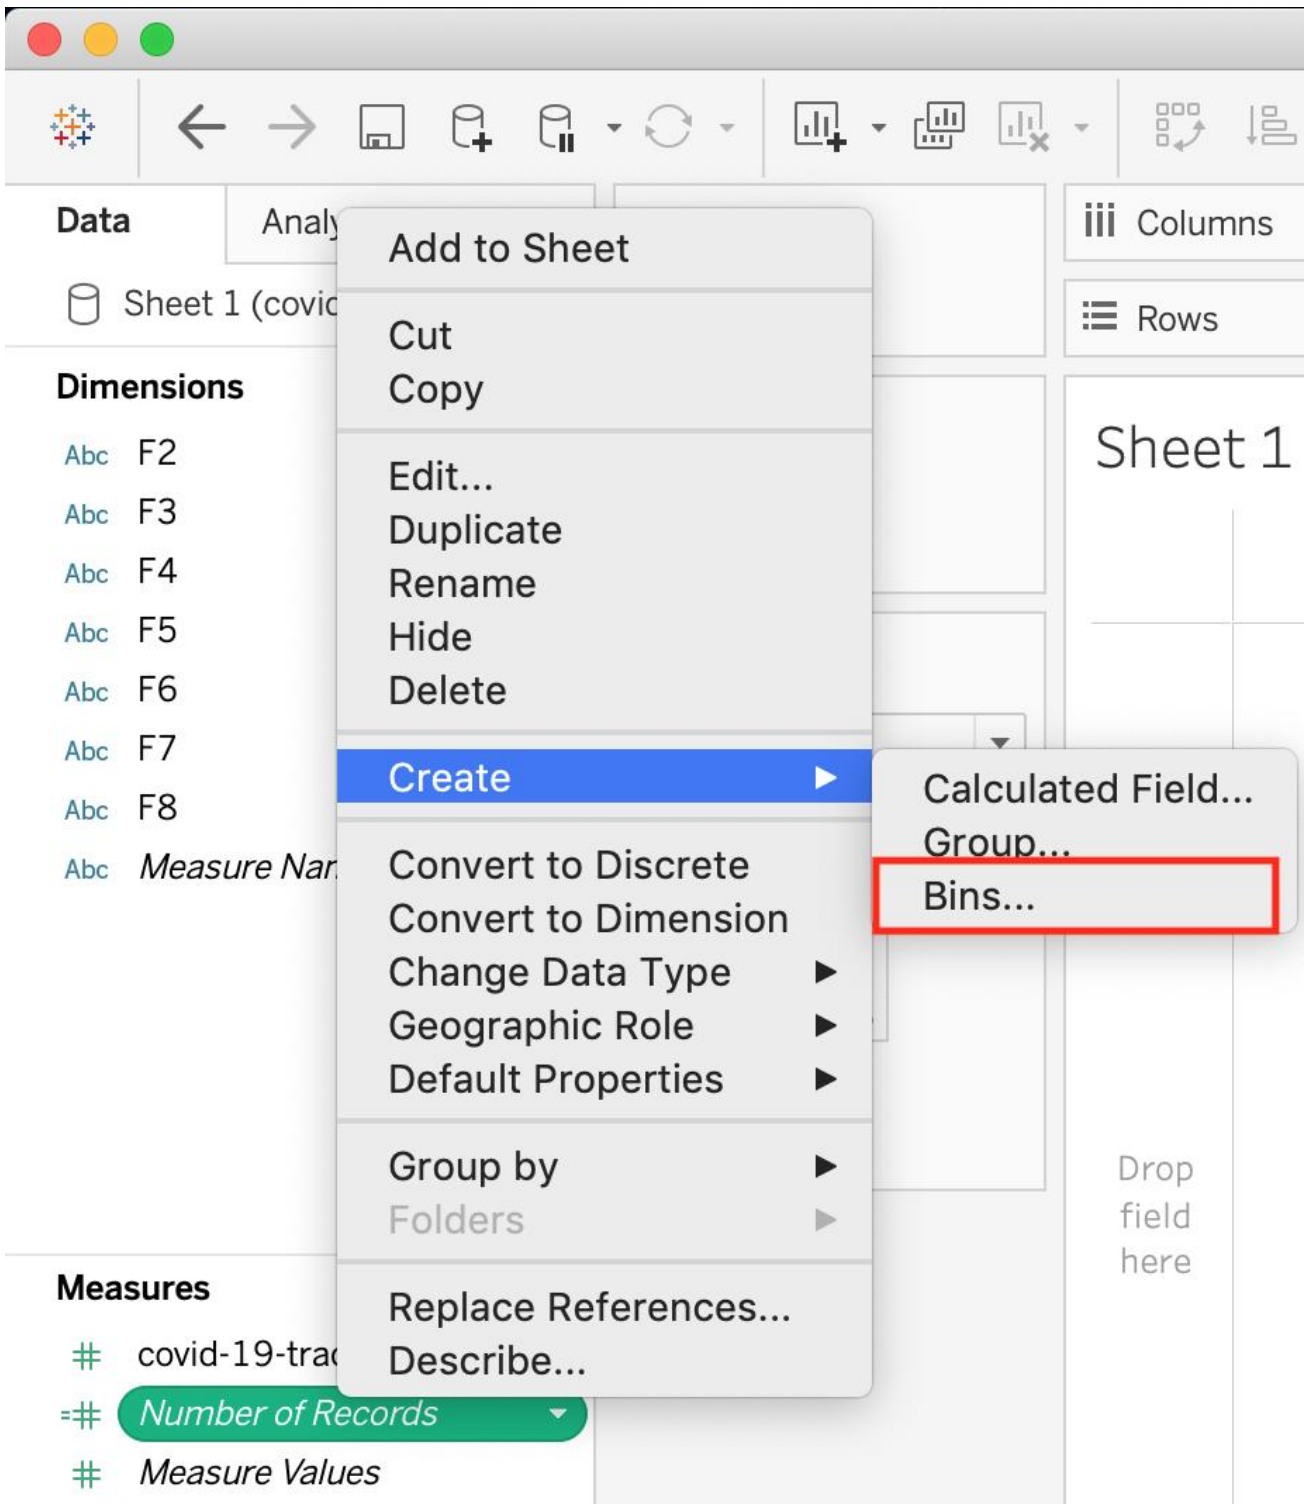 Data
Anal
Sheet 1 (covid
Dimensions
Abc F2
Abc F3
Abc F4
Abc F5
Abc F6
Abc F7
Abc F8
Abc Measure Nam
Measures
covid-19-trac
Number of Records
Measure Values
Add to Sheet
Cut
Copy
Edit...
Duplicate
Rename
Hide
Delete
Create
Convert to Discrete
Convert to Dimension
Change Data Type
Geographic Role
Default Properties
Group by
Folders
Replace References...
Describe...
Calculated Field...
Group...
Bins...
Columns
Rows
Sheet 1
Drop
field
here